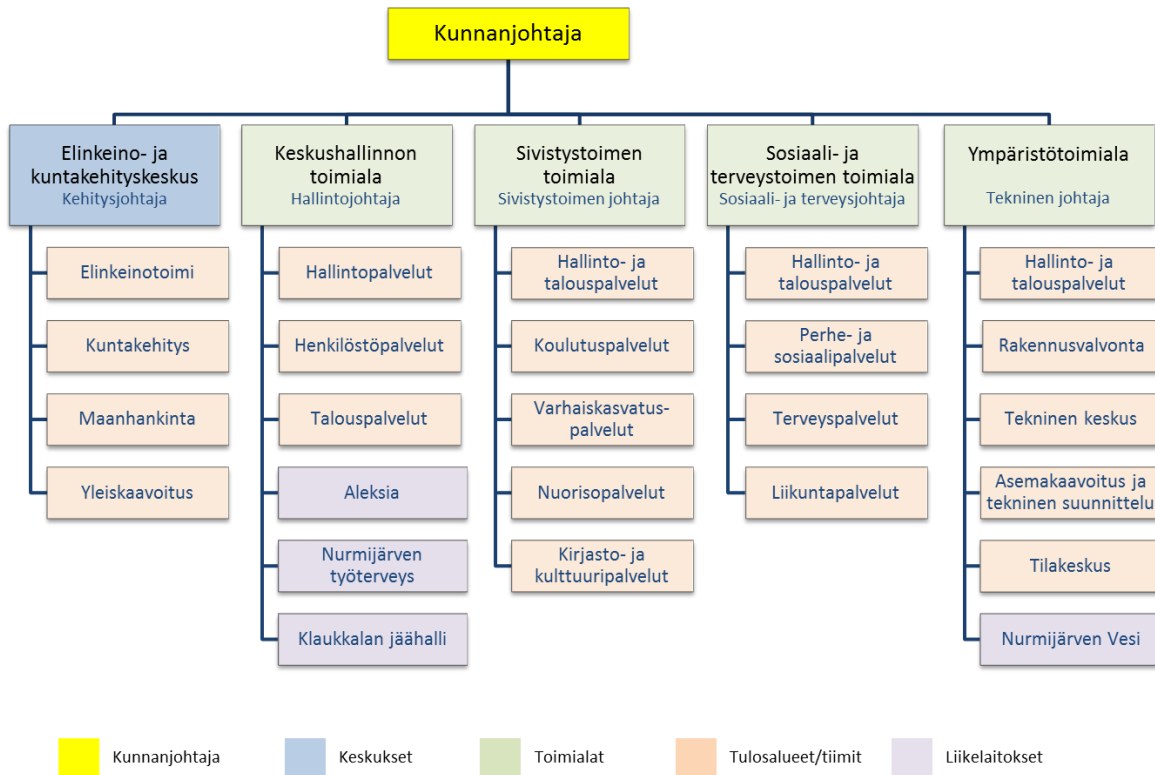 Kunnanjohtaja
Elinkeino- ja
kuntakehityskeskus
Kehitysjohtaja
Keskushallinnon
toimiala
Hallintojohtaja
Sivistystoimen
toimiala
Sivistystoimen johtaja
Sosiaali- ja
terveystoimen toimiala
Sosiaali- ja terveysjohtaja
Ympäristötoimiala
Tekninen johtaja
Elinkeinotoimi
Kuntakehitys
Maanhankinta
Yleiskaavoitus
Hallintopalvelut
Henkilöstöpalvelut
Talouspalvelut
Aleksia
Nurmijärven
työterveys
Klaukkalan jäähalli
Hallinto- ja
talouspalvelut
Koulutuspalvelut
Varhaiskasvatus-
palvelut
Nuorisopalvelut
Kirjasto- ja
kulttuuripalvelut
Hallinto- ja
talouspalvelut
Perhe- ja
sosiaalipalvelut
Terveyspalvelut
Liikuntapalvelut
Hallinto- ja
talouspalvelut
Rakennusvalvonta
Tekninen keskus
Asemakaavoitus ja
tekninen suunnittelu
Tilakeskus
Nurmijärven Vesi
Kunnanjohtaja
Keskukset
Toimialat
Tulosalueet/tiimit
Liikelaitokset